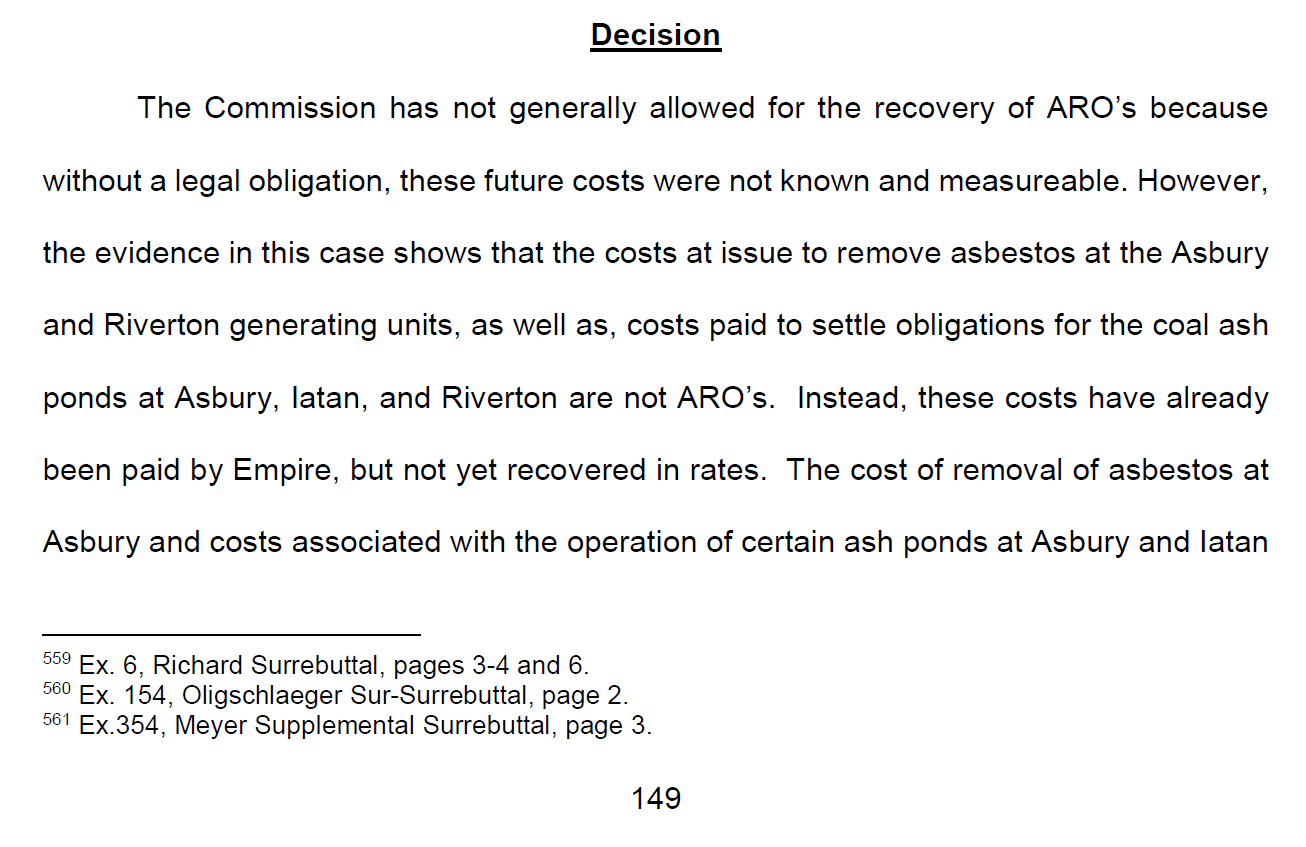 Decision
The Commission has not generally allowed for the recovery of ARO’s because
without a legal obligation, these future costs were not known and measureable. However,
the evidence in this case shows that the costs at issue to remove asbestos at the Asbury
and Riverton generating units, as well as, costs paid to settle obligations for the coal ash
ponds at Asbury, Iatan, and Riverton are not ARO’s.  Instead, these costs have already
been paid by Empire, but not yet recovered in rates.  The cost of removal of asbestos at
Asbury and costs associated with the operation of certain ash ponds at Asbury and Iatan
559 Ex. 6, Richard Surrebuttal, pages 3-4 and 6.
560 Ex. 154, Oligschlaeger Sur-Surrebuttal, page 2.
561 Ex.354, Meyer Supplemental Surrebuttal, page 3.
149